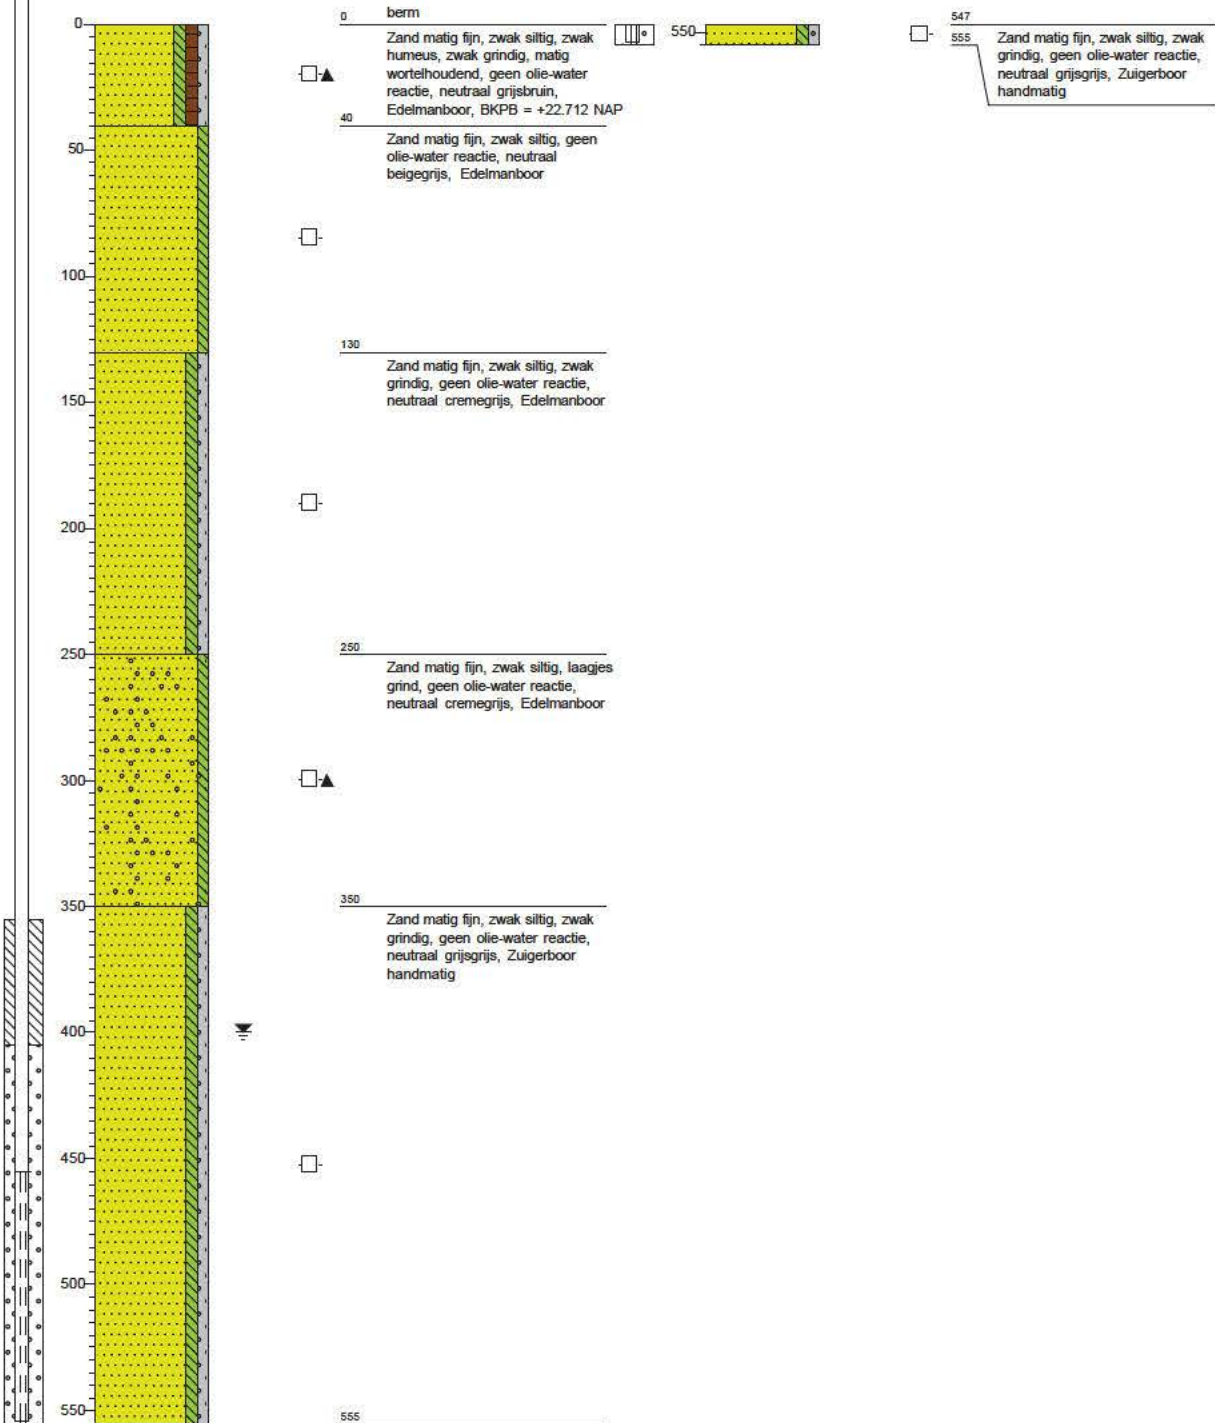 0
50
100
150
200
250
300
350
400
450
500
550
0
berm
Zand matig fijn, zwak siltig, zwak
humeus, zwak grindig, matig
wortelhoudend, geen olie-water
reactie, neutraal grijsbruin,
Edelmanboor, BKPB = +22.712 NAP
40
Zand matig fijn, zwak siltig, geen
olie-water reactie, neutraal
beigegrijs, Edelmanboor
130
Zand matig fijn, zwak siltig, zwak
grindig, geen olie-water reactie,
neutraal cremegrijs, Edelmanboor
250
Zand matig fijn, zwak siltig, laagjes
grind, geen olie-water reactie,
neutraal cremegrijs, Edelmanboor
350
Zand matig fijn, zwak siltig, zwak
grindig, geen olie-water reactie,
neutraal grijsgrijs, Zuigerboor
handmatig
555
550
547
555
Zand matig fijn, zwak siltig, zwak
grindig, geen olie-water reactie,
neutraal grijsgrijs, Zuigerboor
handmatig